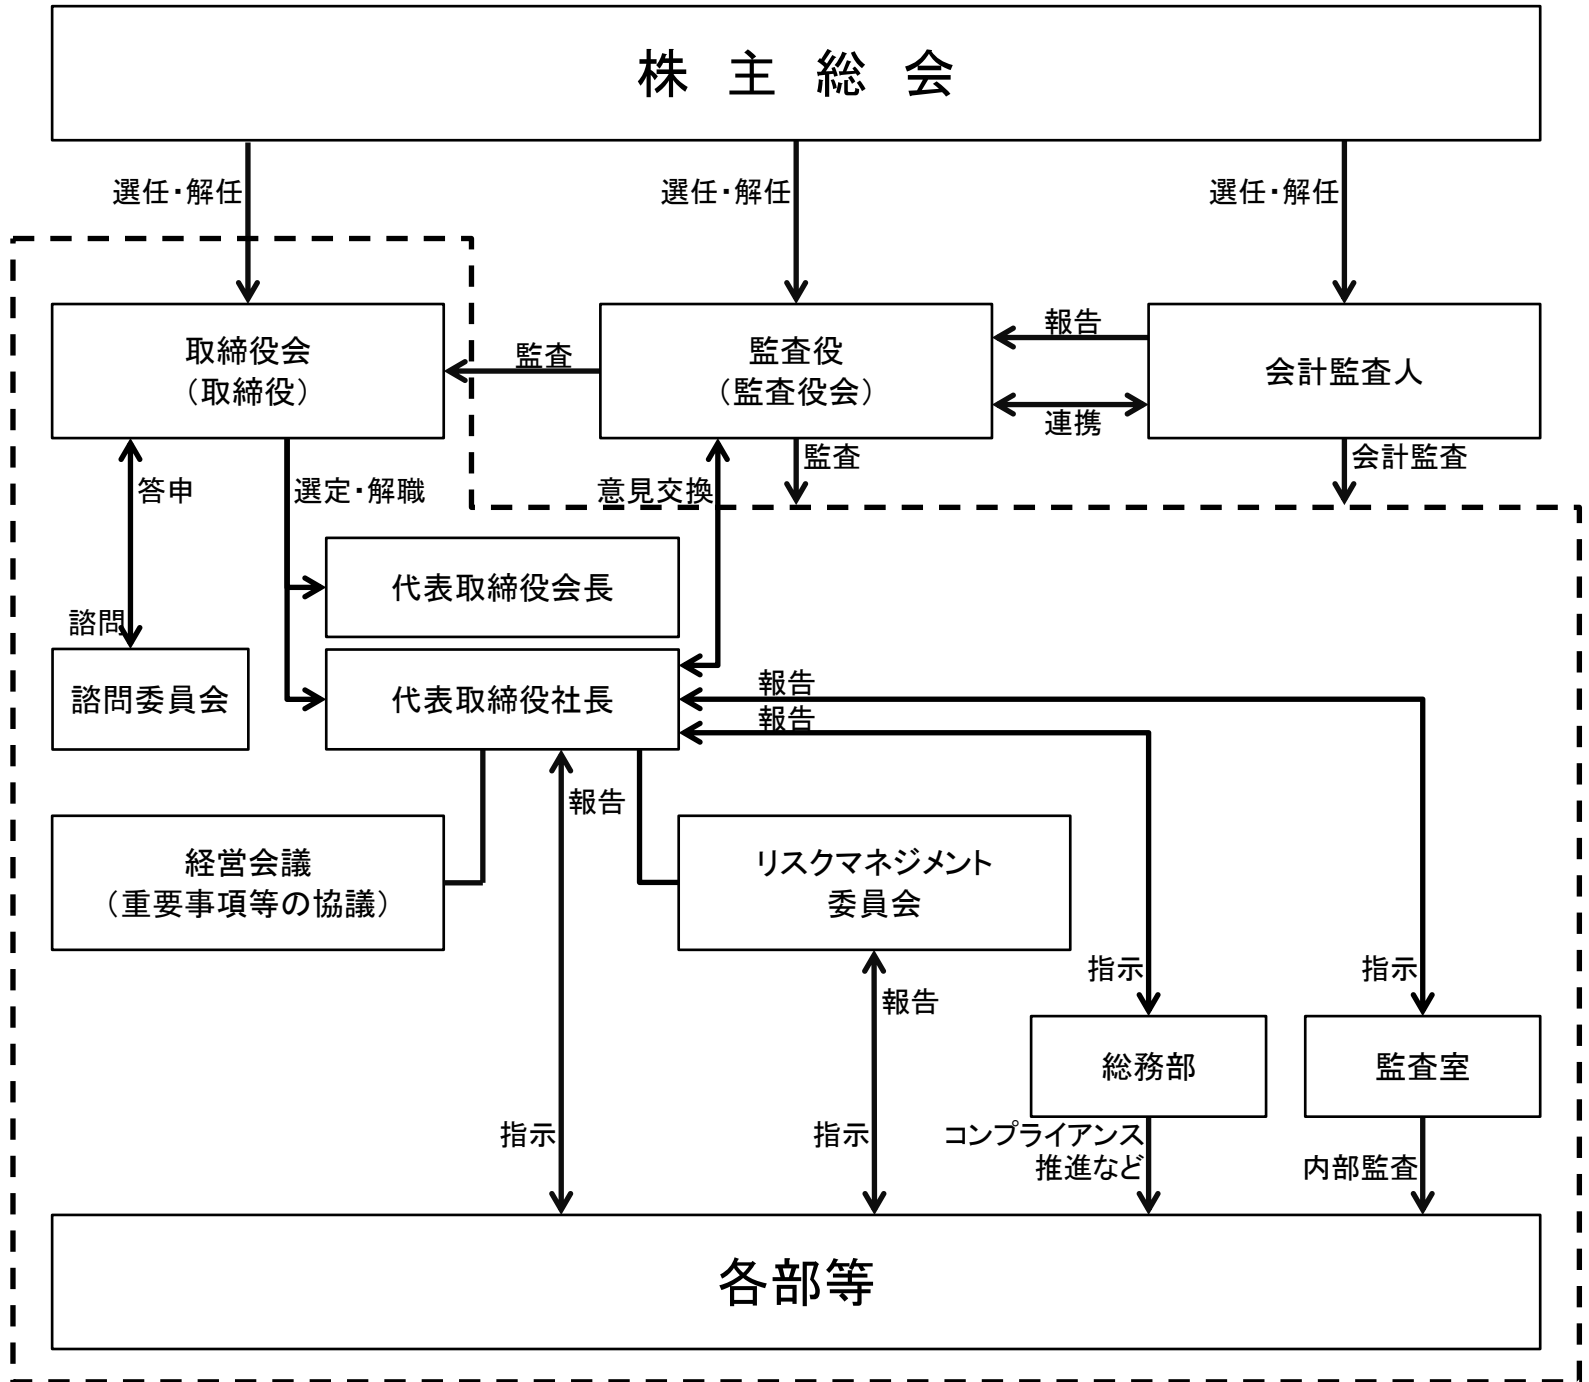 株主総会
選任・解任
選任・解任
選任・解任
取締役会
（取締役）
監査
監査役
（監査役会）
報告
連携
会計監査人
答申
選定・解職
意見交換
監査
会計監査
代表取締役会長
諮問
諮問委員会
代表取締役社長
報告
報告
報告
経営会議
（重要事項等の協議）
リスクマネジメント
委員会
指示
指示
報告
総務部
監査室
指示
指示
コンプライアンス
推進など
内部監査
各部等